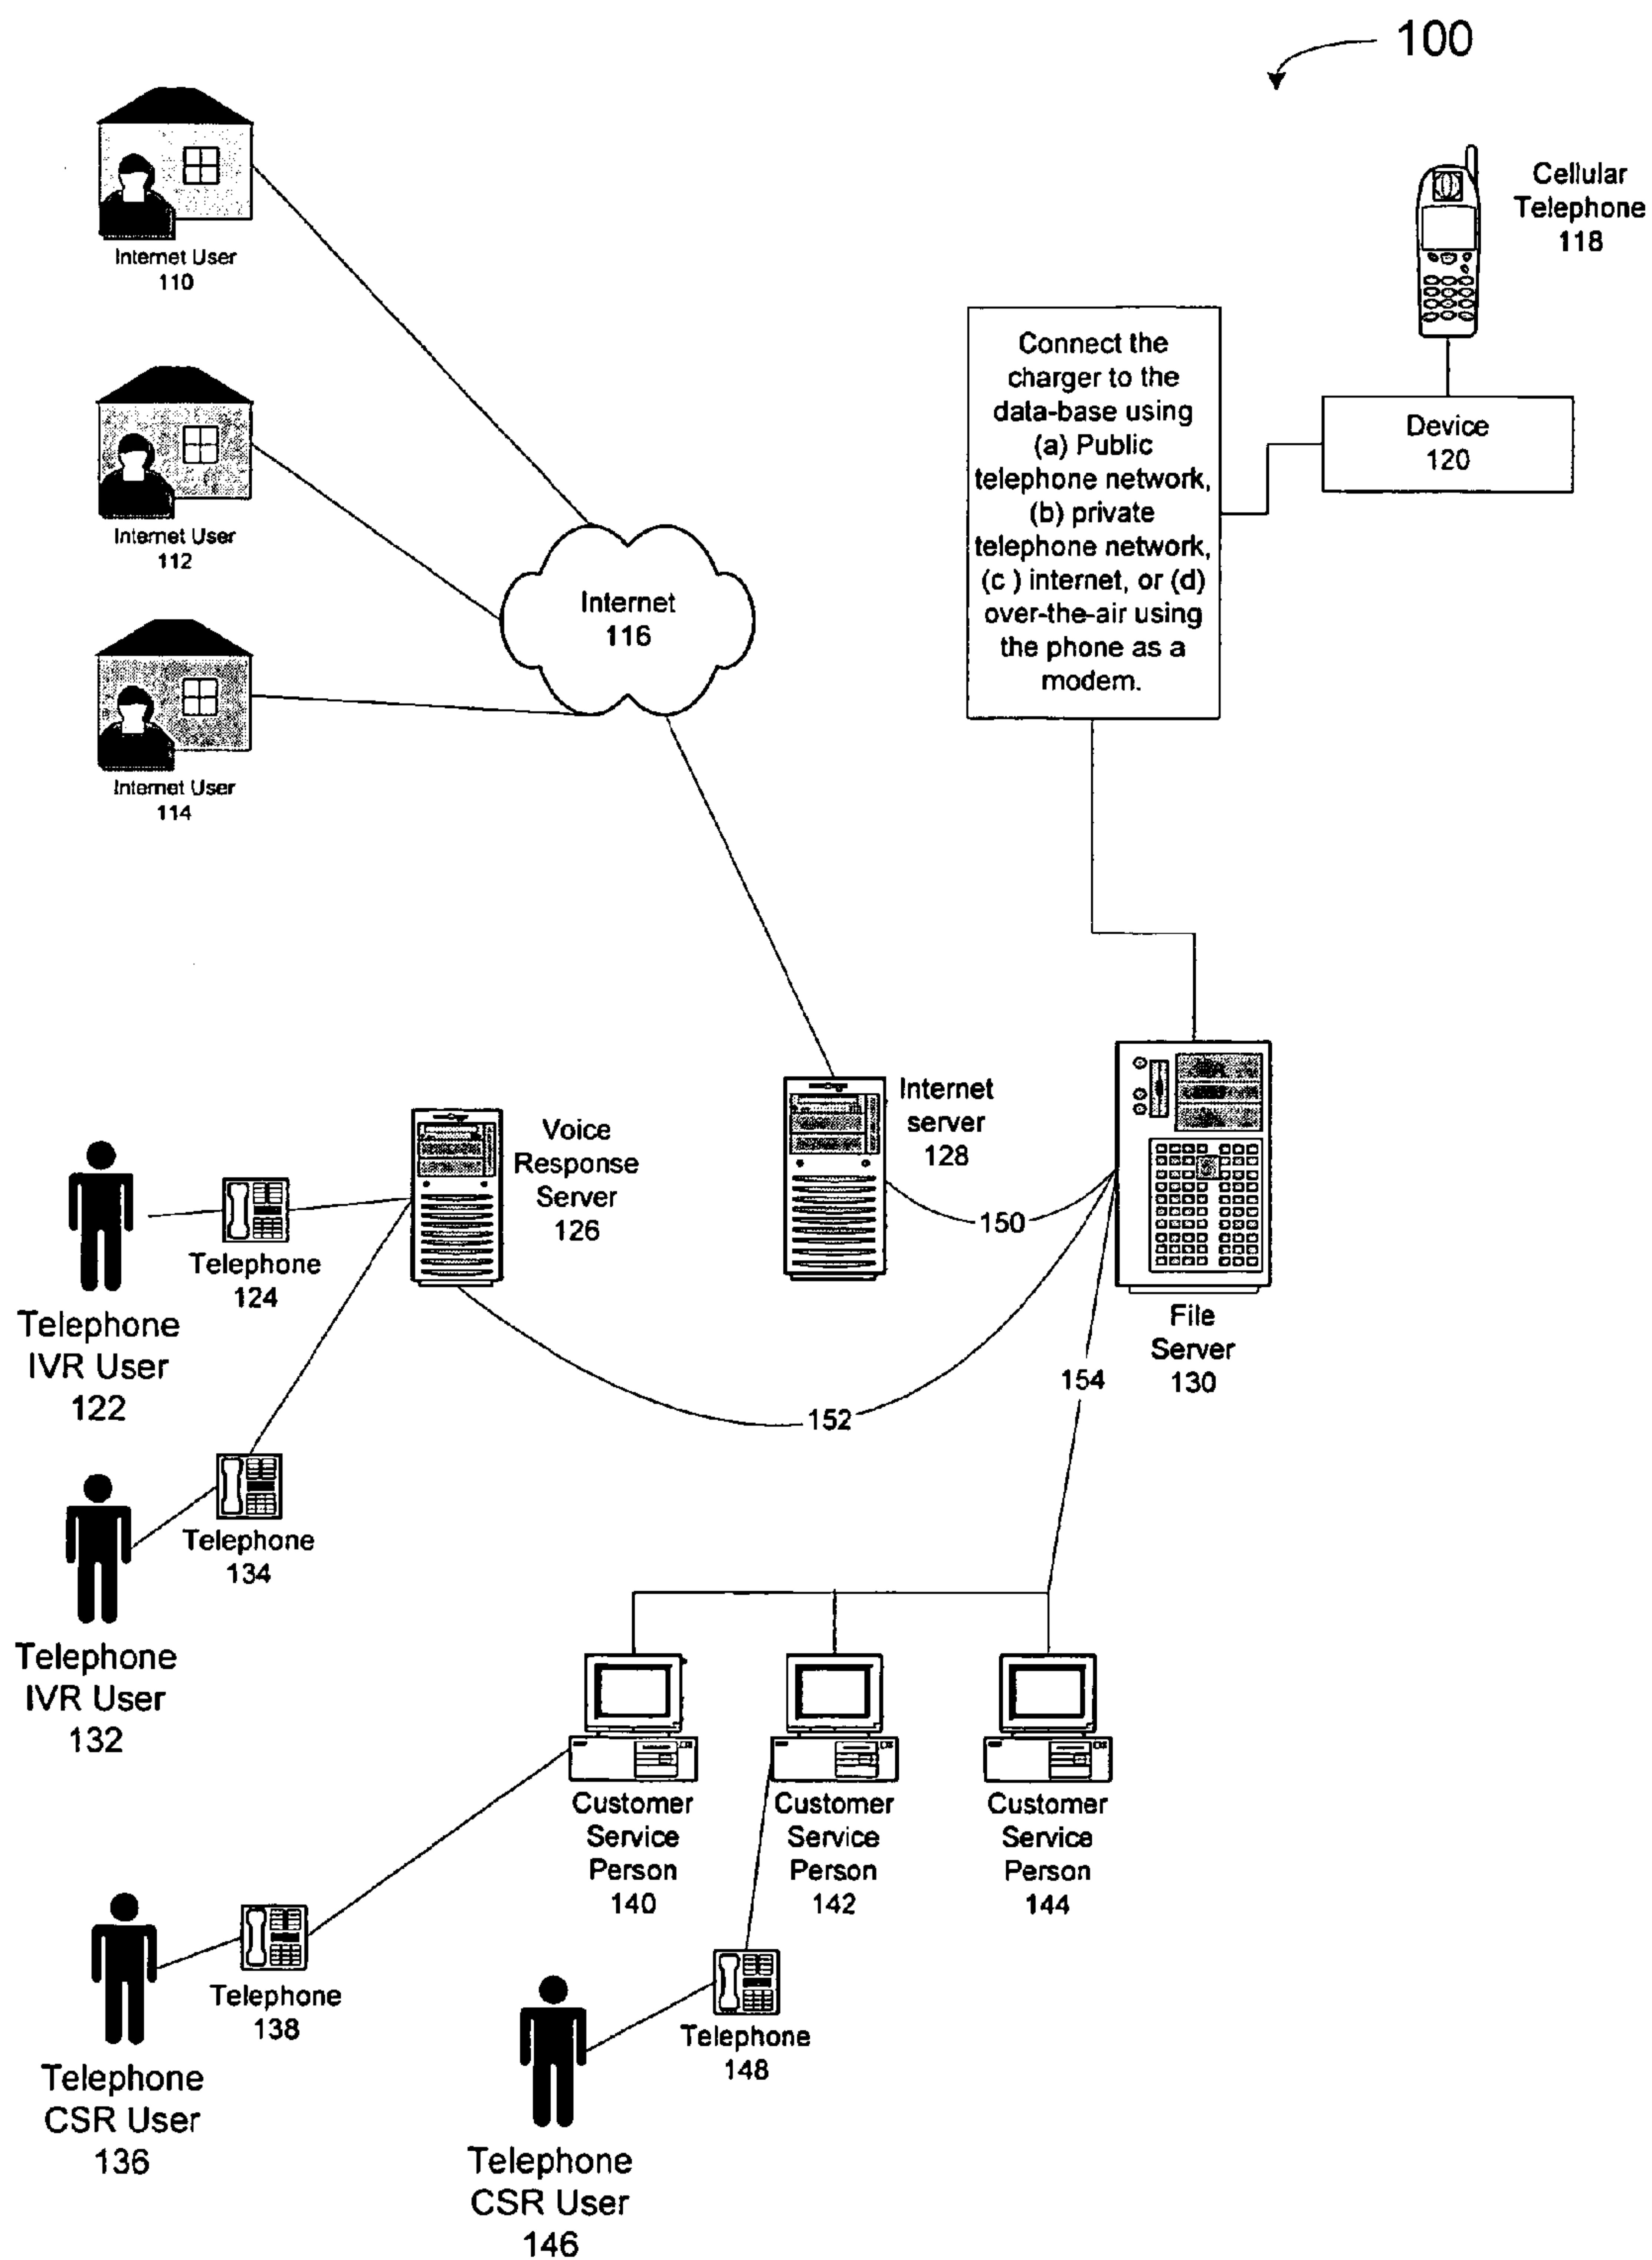 100
Cellular
Telephone
118
Internet User
110
Connect the
charger to the
data-base using
(a) Public
telephone network,
(b) private
telephone network,
(c ) internet, or (d)
over-the-air using
the phone as a
modem.
Device
120
Internet User
112
Internet
116
Internet User
114
Internet
server
128
Voice
Response
Server
126
150
Telephone
124
Telephone
IVR User
122
File
Server
130
154
152
Telephone
134
Telephone
IVR User
132
Customer
Service
Person
140
Customer
Service
Person
142
Customer
Service
Person
144
Telephone
138
Telephone
CSR User
136
Telephone
148
Telephone
CSR User
146